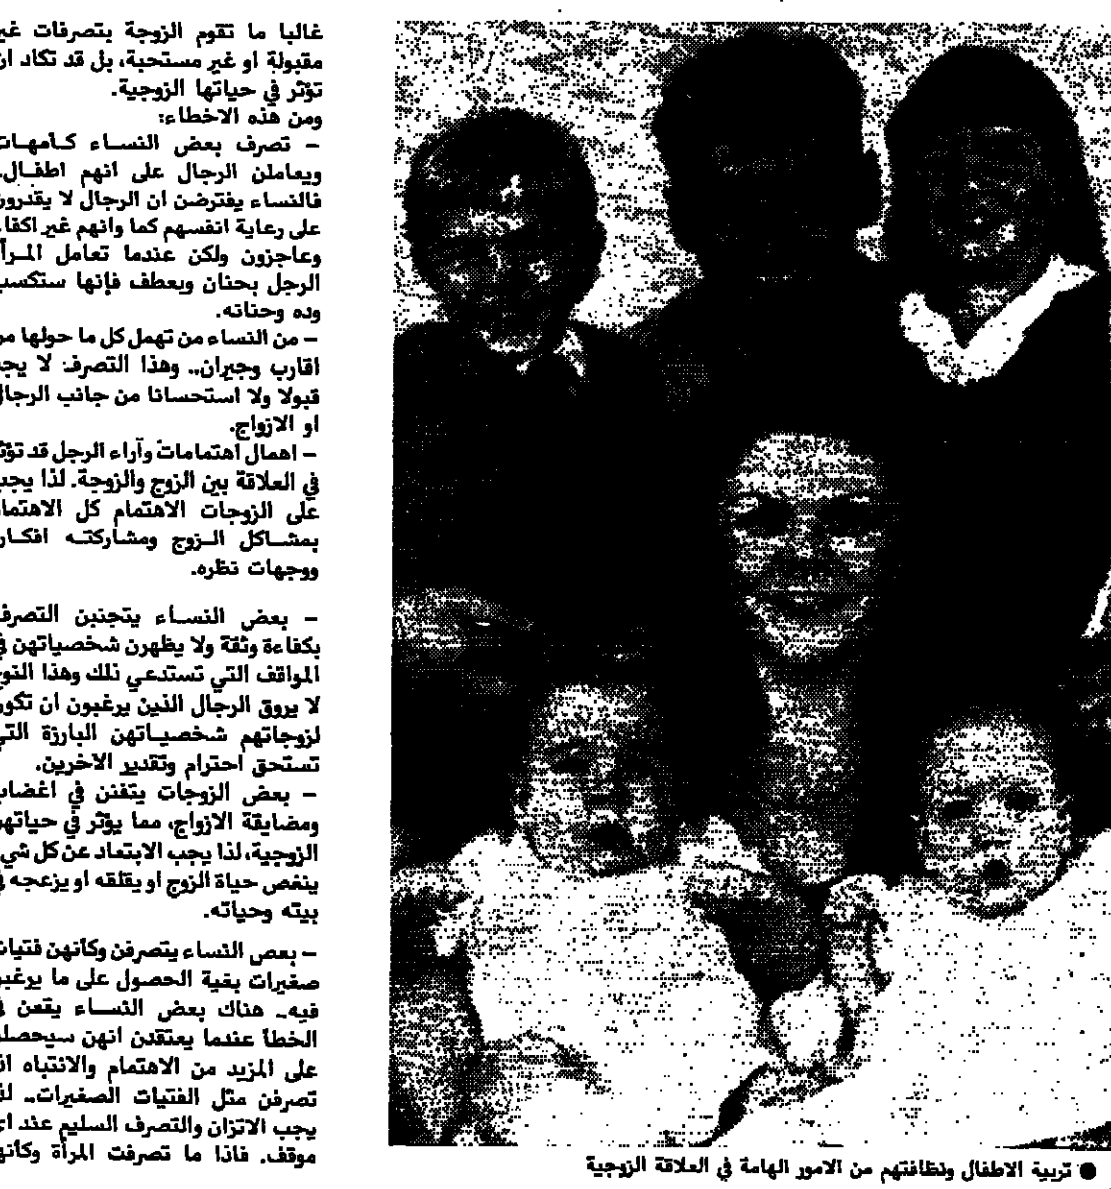 غالبا ما تقوم الزوجة بتصرفات غير
مقبولة او غير مستحبة، بل قد تكاد ان
تؤثر في حياتها الزوجية.
ومن هذه الاخطاء:
– تصرف بعض النساء كأمهات
ويعاملن الرجال على انهم اطفال.
فالنساء يفترضن ان الرجال لا يقدرون
على رعاية انفسهم كما وانهم غير اكفا
وعاجزون ولكن عندما تعامل المرأ
الرجل بحنان وبعطف فإنها ستكسب
وده وحنانه.
– من النساء من تهمل كل ما حولها من
اقارب وجيران.. وهذا التصرف لا يجد
قبولا ولا استحسانا من جانب الرجال
او الازواج.
– اهمال اهتمامات وآراء الرجل قد تؤثر
في العلاقة بين الزوج والزوجة. لذا يجب
على الزوجات الاهتمام كل الاهتمام
بمشاكل الزوج ومشاركته افكار
ووجهات نظره.
– بعض النساء يتجنبن التصرف
بكفاءة وثقة ولا يظهرن شخصياتهن في
المواقف التي تستدعي ذلك وهذا النوع
لا يروق الرجال الذين يرغبون ان تكون
لزوجاتهم شخصياتهن البارزة التي
تستحق احترام وتقدير الاخرين.
– بعض الزوجات يتفنن في اغضاب
ومضايقة الازواج، مما يؤثر في حياتهن
الزوجية، لذا يجب الابتعاد عن كل شي
ينغص حياة الزوج او يقلقه او يزعجه في
بيته وحياته.
– بعض النساء يتصرفن وكأنهن فتيات
صغيرات بغية الحصول على ما يرغبن
فيه.. هناك بعض النساء يقعن في
الخطأ عندما يعتقدن انهن سيحصلن
على المزيد من الاهتمام والانتباه اذا
تصرفن مثل الفتيات الصغيرات.. لذا
يجب الاتزان والتصرف السليم عند اي
موقف. فاذا ما تصرفت المرأة وكأنها
● تربية الاطفال ونظافتهم من الامور الهامة في العلاقة الزوجية